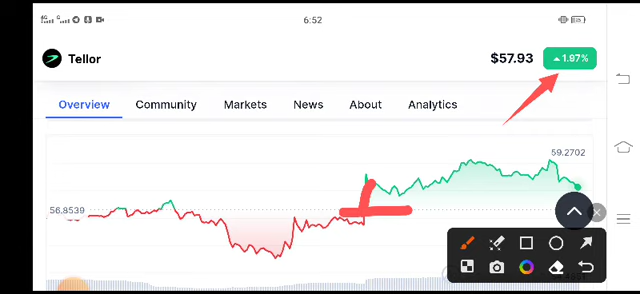 6:52
Tellor
$57.93
1.97%
Overview Community Markets News About Analytics
59.2702
56.8539